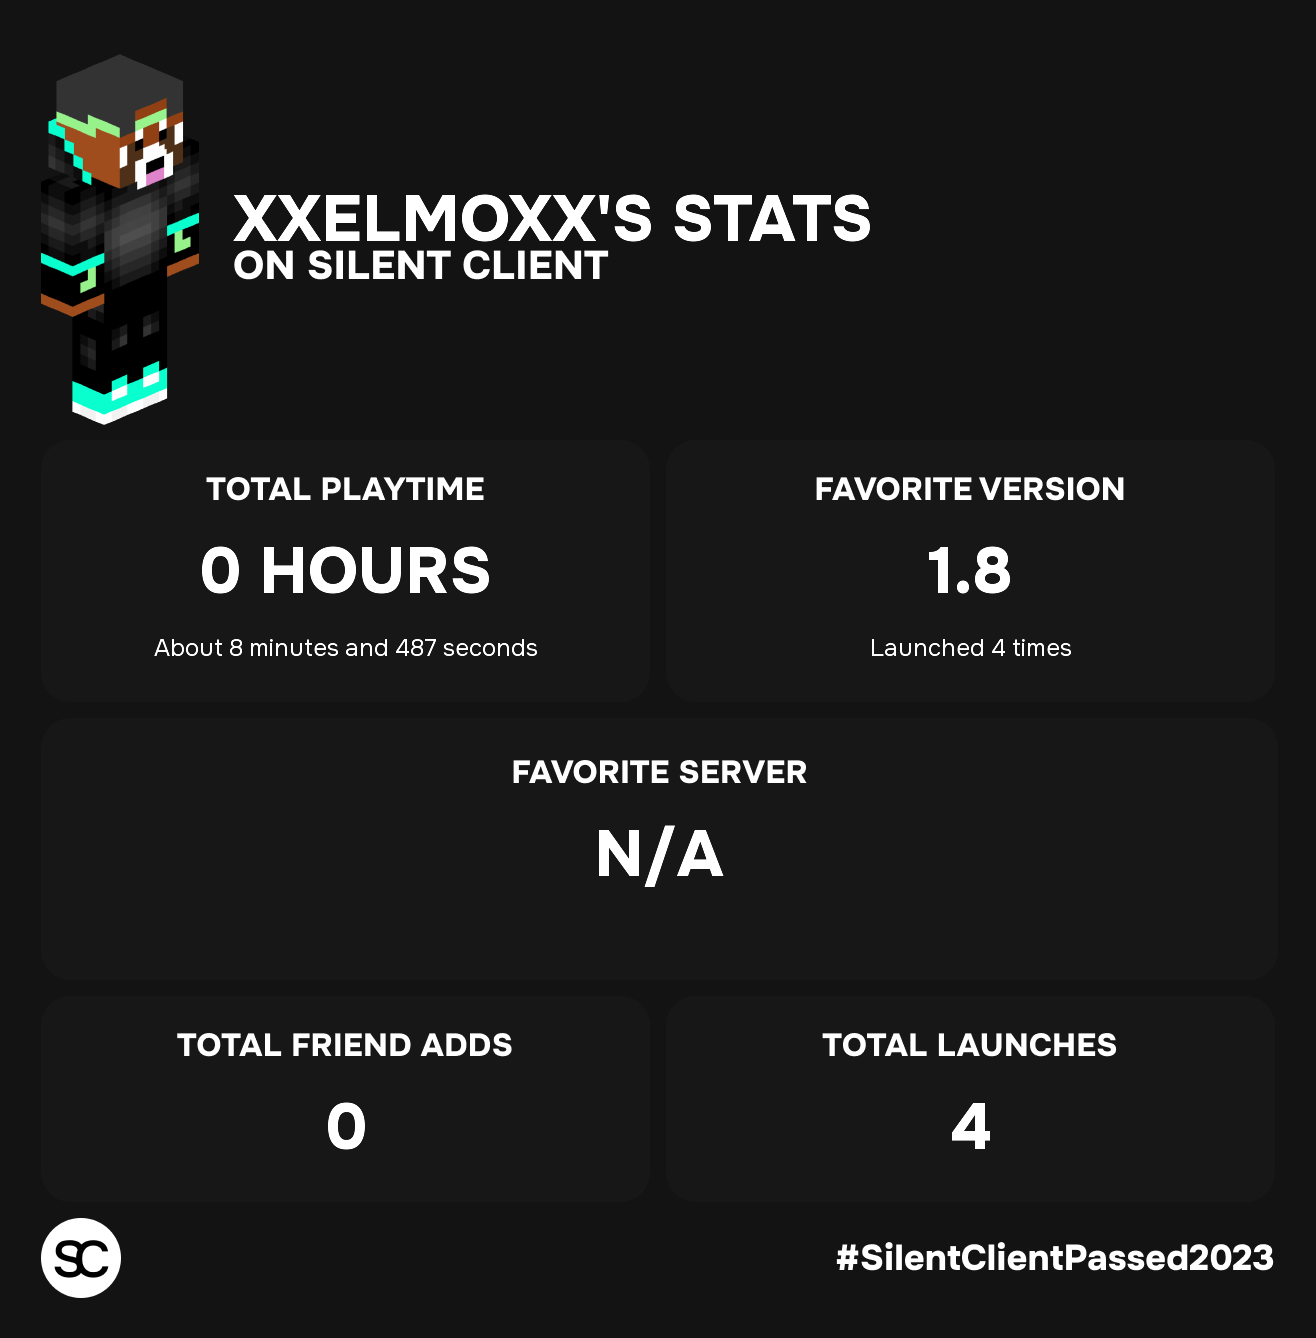 XXELMOXX'S STATS
ON SILENT CLIENT
TOTAL PLAYTIME
0 HOURS
About 8 minutes and 487 seconds
FAVORITE VERSION
1.8
Launched 4 times
FAVORITE SERVER
N/A
TOTAL FRIEND ADDS
0
TOTAL LAUNCHES
4
SC
#SilentClientPassed2023